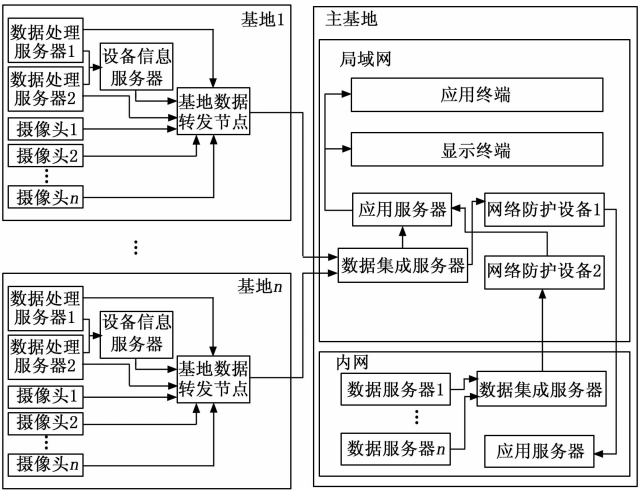 基地1
数据处理
服务器1
设备信息
服务器
数据处理
服务器2
基地数据
转发节点
摄像头1
摄像头2
⋮
摄像头n
⋮
基地n
数据处理
服务器1
设备信息
服务器
数据处理
服务器2
基地数据
转发节点
摄像头1
摄像头2
⋮
摄像头n
主基地
局域网
应用终端
显示终端
应用服务器
网络防护设备1
数据集成服务器
网络防护设备2
内网
数据服务器1
⋮
数据集成服务器
数据服务器n
应用服务器